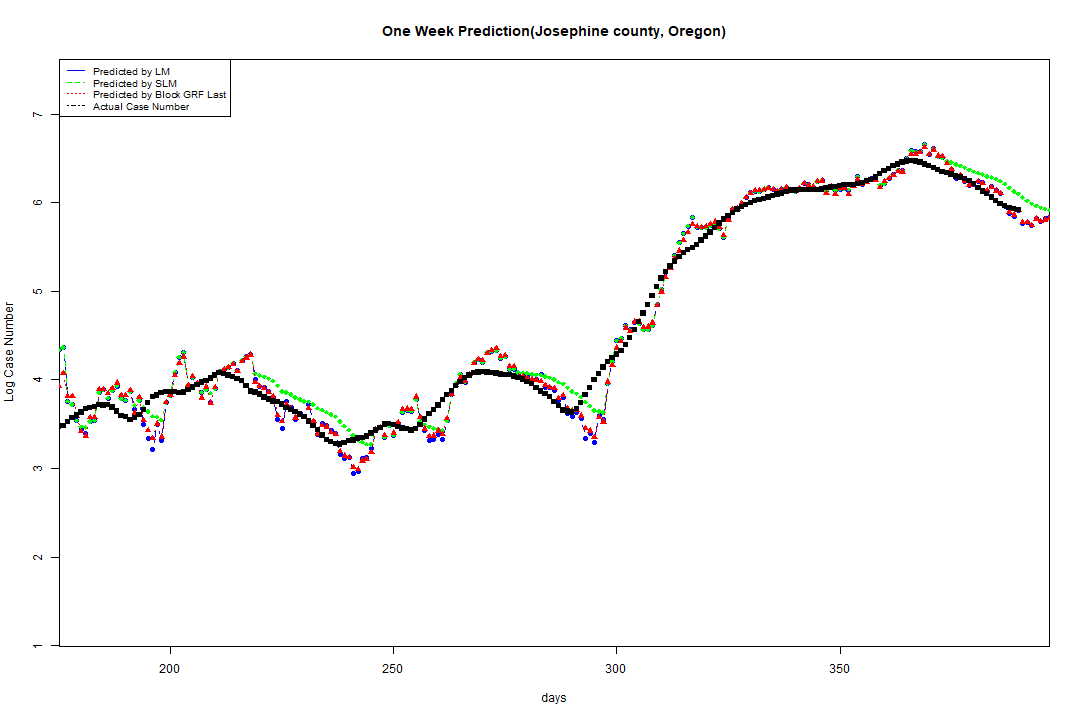 One Week Prediction(Josephine county, Oregon)
Predicted by LM
Predicted by SLM
Predicted by Block GRF Last
Actual Case Number
7
6
5
4
3
2
1
Log Case Number
200
250
300
350
days